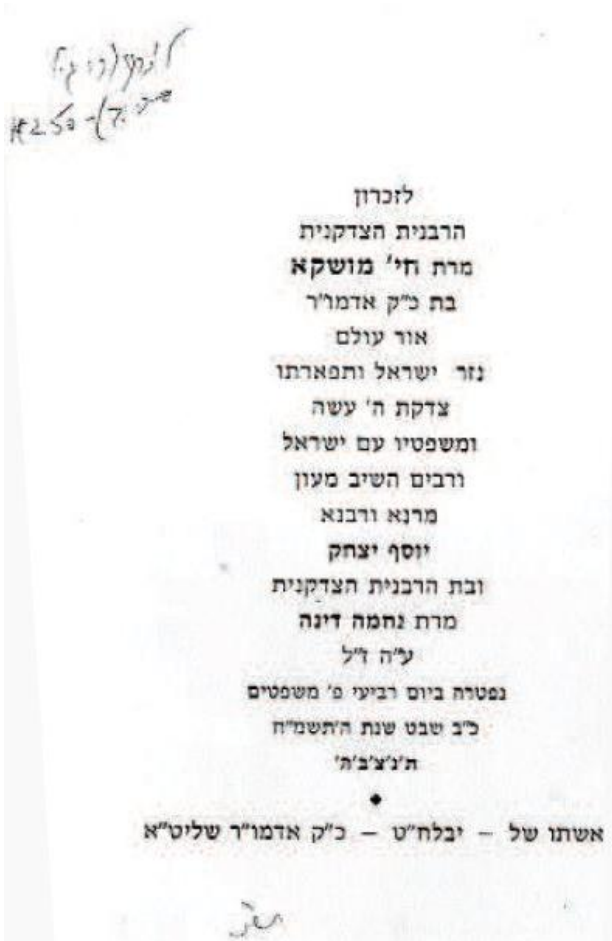 לזכרון
הרבנית הצדקנית
מרת חי' מושקא
בת כ"ק אדמו"ר
אור עולם
נזר ישראל ותפארתו
צדקת ה' עשה
ומשפטיו עם ישראל
ורבים השיב מעון
מרנא ורבנא
יוסף יצחק
ובת הרבנית הצדקנית
מרת נחמה דינה
ע"ה ז"ל
נפטרה ביום רביעי פ' משפטים
כ"ב שבט שנת ה'תשמ"ח
ת'נ'צ'ב'ה'
אשתו של – יבלח"ט – כ"ק אדמו"ר שליט"א